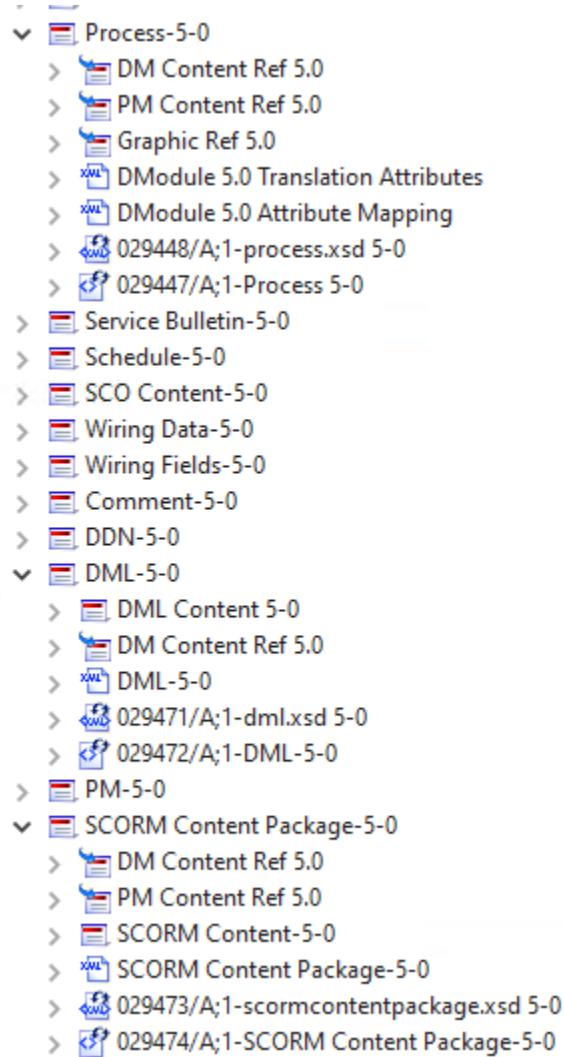 Process-5-0
DM Content Ref 5.0
PM Content Ref 5.0
Graphic Ref 5.0
DModule 5.0 Translation Attributes
DModule 5.0 Attribute Mapping
029448/A;1-process.xsd 5-0
029447/A;1-Process 5-0
Service Bulletin-5-0
Schedule-5-0
SCO Content-5-0
Wiring Data-5-0
Wiring Fields-5-0
Comment-5-0
DDN-5-0
DML-5-0
DML Content 5-0
DM Content Ref 5.0
DML-5-0
029471/A;1-dml.xsd 5-0
029472/A;1-DML-5-0
PM-5-0
SCORM Content Package-5-0
DM Content Ref 5.0
PM Content Ref 5.0
SCORM Content-5-0
SCORM Content Package-5-0
029473/A;1-scormcontentpackage.xsd 5-0
029474/A;1-SCORM Content Package-5-0